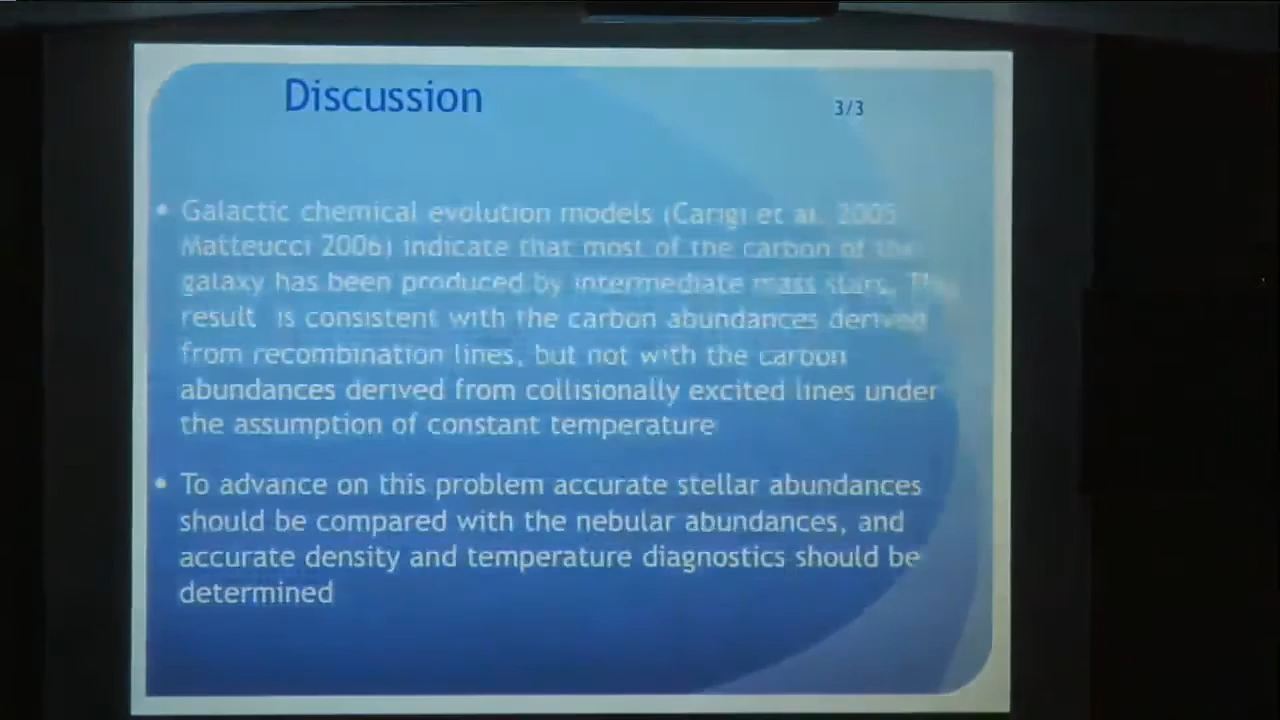 Discussion
3/3
• Galactic chemical evolution models (Carigi et al. 2005
Matteucci 2006) indicate that most of the carbon of the
galaxy has been produced by intermediate mass stars.
result is consistent with the carbon abundances derived
from recombination lines, but not with the carbon
abundances derived from collisionally excited lines under
the assumption of constant temperature
• To advance on this problem accurate stellar abundances
should be compared with the nebular abundances, and
accurate density and temperature diagnostics should be
determined